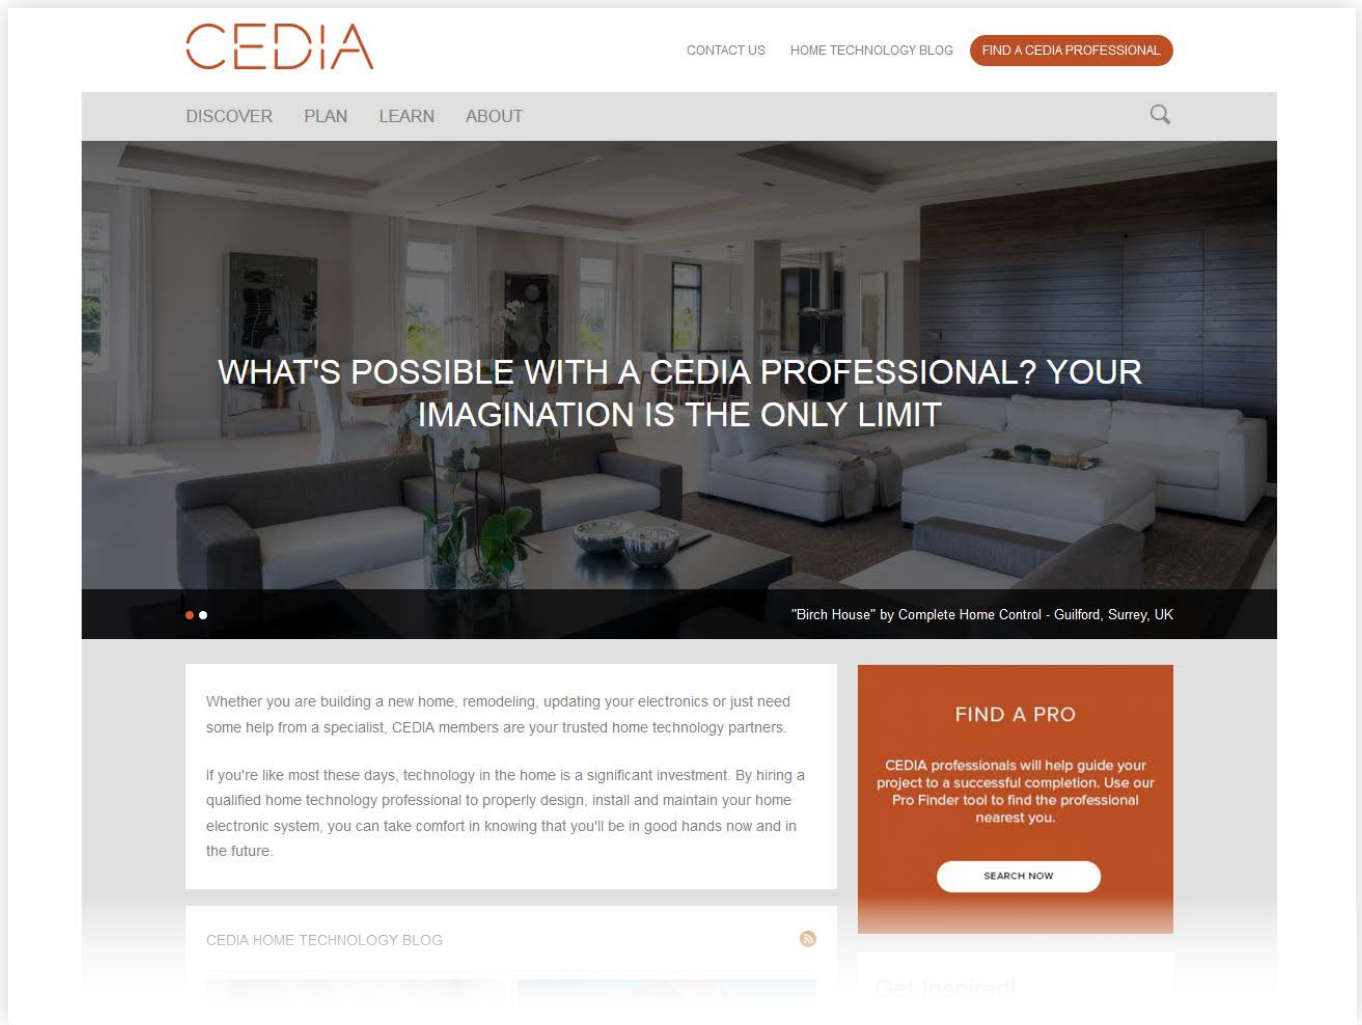 CEDIA
CONTACT US
HOME TECHNOLOGY BLOG
FIND A CEDIA PROFESSIONAL
DISCOVER
PLAN
LEARN
ABOUT
WHAT'S POSSIBLE WITH A CEDIA PROFESSIONAL? YOUR
IMAGINATION IS THE ONLY LIMIT
"Birch House" by Complete Home Control - Guilford, Surrey, UK
Whether you are building a new home, remodeling, updating your electronics or just need
some help from a specialist, CEDIA members are your trusted home technology partners.
If you're like most these days, technology in the home is a significant investment. By hiring a
qualified home technology professional to properly design, install and maintain your home
electronic system, you can take comfort in knowing that you'll be in good hands now and in
the future.
FIND A PRO
CEDIA professionals will help guide your
project to a successful completion. Use our
Pro Finder tool to find the professional
nearest you.
SEARCH NOW
CEDIA HOME TECHNOLOGY BLOG
Get Inspired!